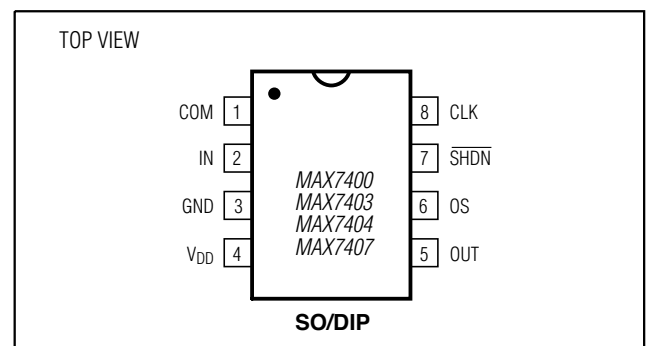 TOP VIEW
COM 1
IN 2
GND 3
VDD 4
MAX7400
MAX7403
MAX7404
MAX7407
8 CLK
7 SHDN
6 OS
5 OUT
SO/DIP